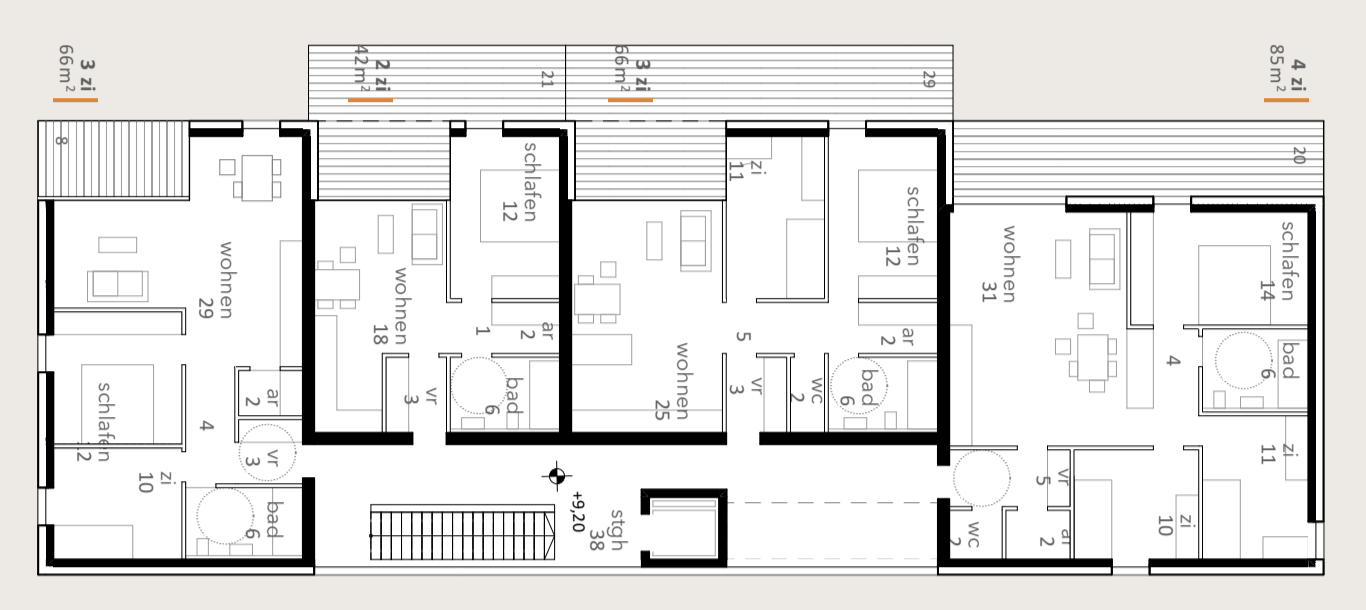 3 zi
66m²
2 zi
42m²
21
3 zi
66m²
29
4 zi
85m²
8
20
wohnen
29
schlafen
12
zi
10
4
ar
2
vr
3
bad
6
wohnen
18
schlafen
12
1
ar
2
vr
3
bad
6
wohnen
25
zi
11
schlafen
12
5
ar
2
vr
3
wc
2
bad
6
wohnen
31
schlafen
14
4
bad
6
zi
11
vr
5
wc
2
ar
2
zi
10
+9,20
stgh
38